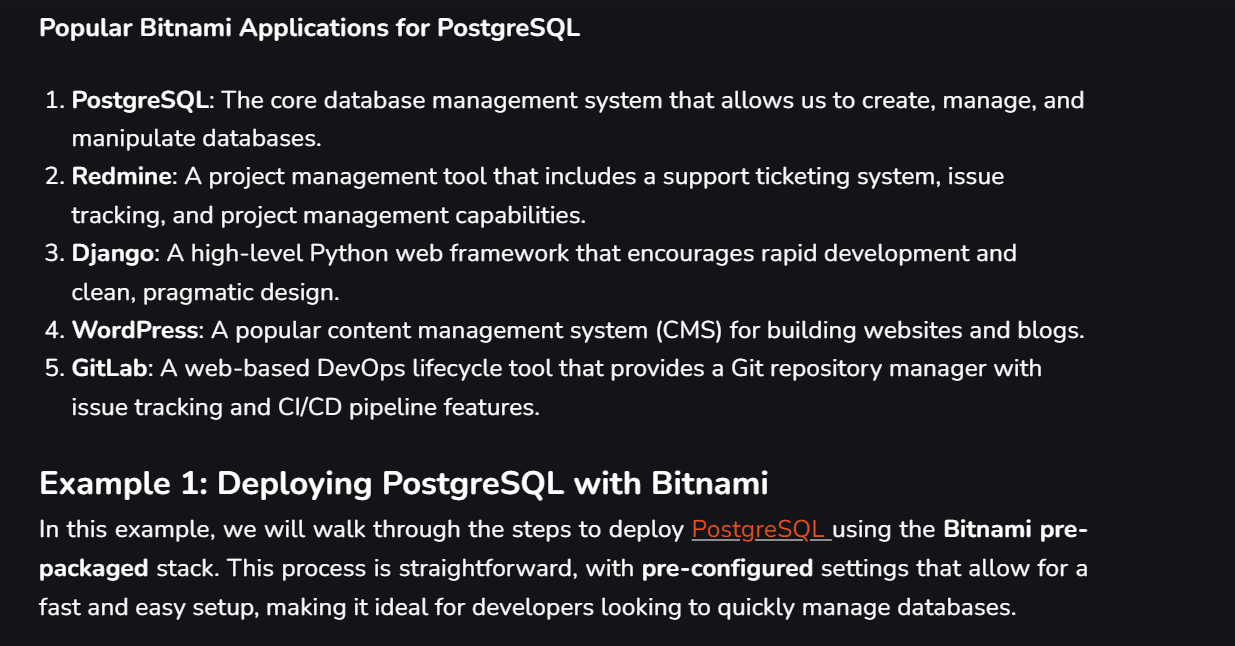 Popular Bitnami Applications for PostgreSQL
1. PostgreSQL: The core database management system that allows us to create, manage, and
manipulate databases.
2. Redmine: A project management tool that includes a support ticketing system, issue
tracking, and project management capabilities.
3. Django: A high-level Python web framework that encourages rapid development and
clean, pragmatic design.
4. WordPress: A popular content management system (CMS) for building websites and blogs.
5. GitLab: A web-based DevOps lifecycle tool that provides a Git repository manager with
issue tracking and CI/CD pipeline features.
Example 1: Deploying PostgreSQL with Bitnami
In this example, we will walk through the steps to deploy PostgreSQL using the Bitnami pre-
packaged stack. This process is straightforward, with pre-configured settings that allow for a
fast and easy setup, making it ideal for developers looking to quickly manage databases.